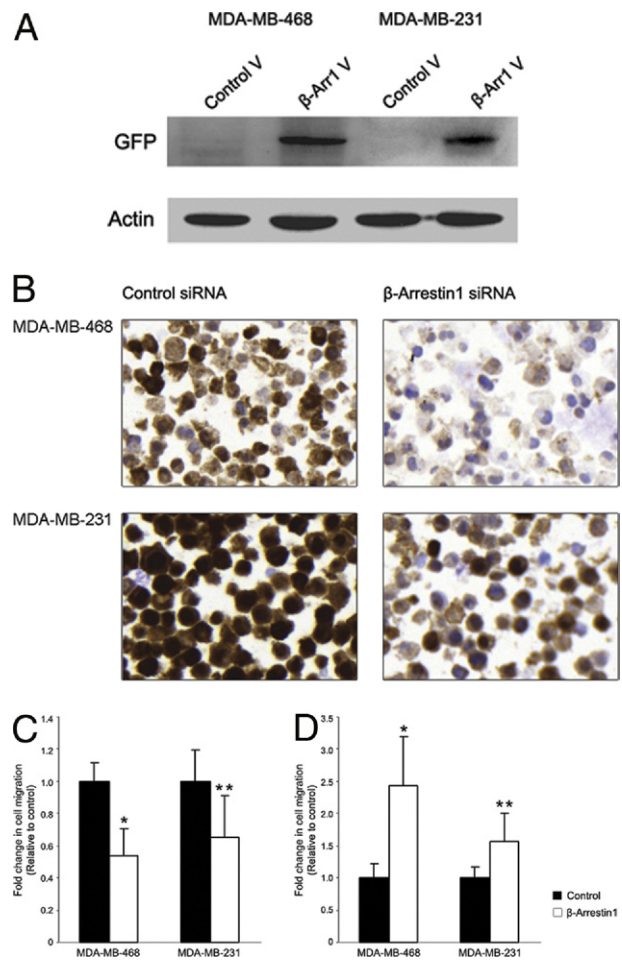 A
MDA-MB-468 MDA-MB-231
Control V β-Arr1 V Control V β-Arr1 V
GFP
Actin
B
Control siRNA β-Arrestin1 siRNA
MDA-MB-468
MDA-MB-231
C
Fold change in cell migration
(Relative to control)
1.4
1.2
1.0
0.8
0.6
0.4
0.2
0
* **
MDA-MB-468 MDA-MB-231
D
Fold change in cell migration
(Relative to control)
3.5
3.0
2.5
2.0
1.5
1.0
0.5
0
* **
MDA-MB-468 MDA-MB-231
Control
β-Arrestin1